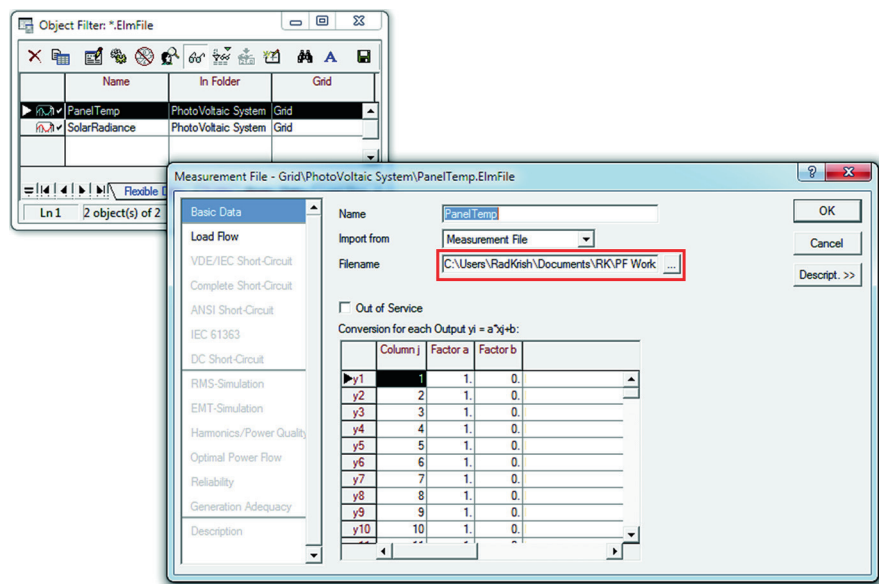 Object Filter: *.ElmFile
Name In Folder Grid
PanelTemp PhotoVoltaic System Grid
SolarRadiance PhotoVoltaic System Grid
Flexible
Ln 1 2 object(s) of 2
Measurement File - Grid\PhotoVoltaic System\PanelTemp.ElmFile
Basic Data
Load Flow
VDE/IEC Short-Circuit
Complete Short-Circuit
ANSI Short-Circuit
IEC 61363
DC Short-Circuit
RMS-Simulation
EMT-Simulation
Harmonics/Power Quality
Optimal Power Flow
Reliability
Generation Adequacy
Description
Name PanelTemp
Import from Measurement File
Filename C:\Users\RadKrish\Documents\RK\PF Work ...
Out of Service
Conversion for each Output yi = a*xj+b:
Column j Factor a Factor b
y1 1 1. 0.
y2 2 1. 0.
y3 3 1. 0.
y4 4 1. 0.
y5 5 1. 0.
y6 6 1. 0.
y7 7 1. 0.
y8 8 1. 0.
y9 9 1. 0.
y10 10 1. 0.
OK
Cancel
Descript. >>